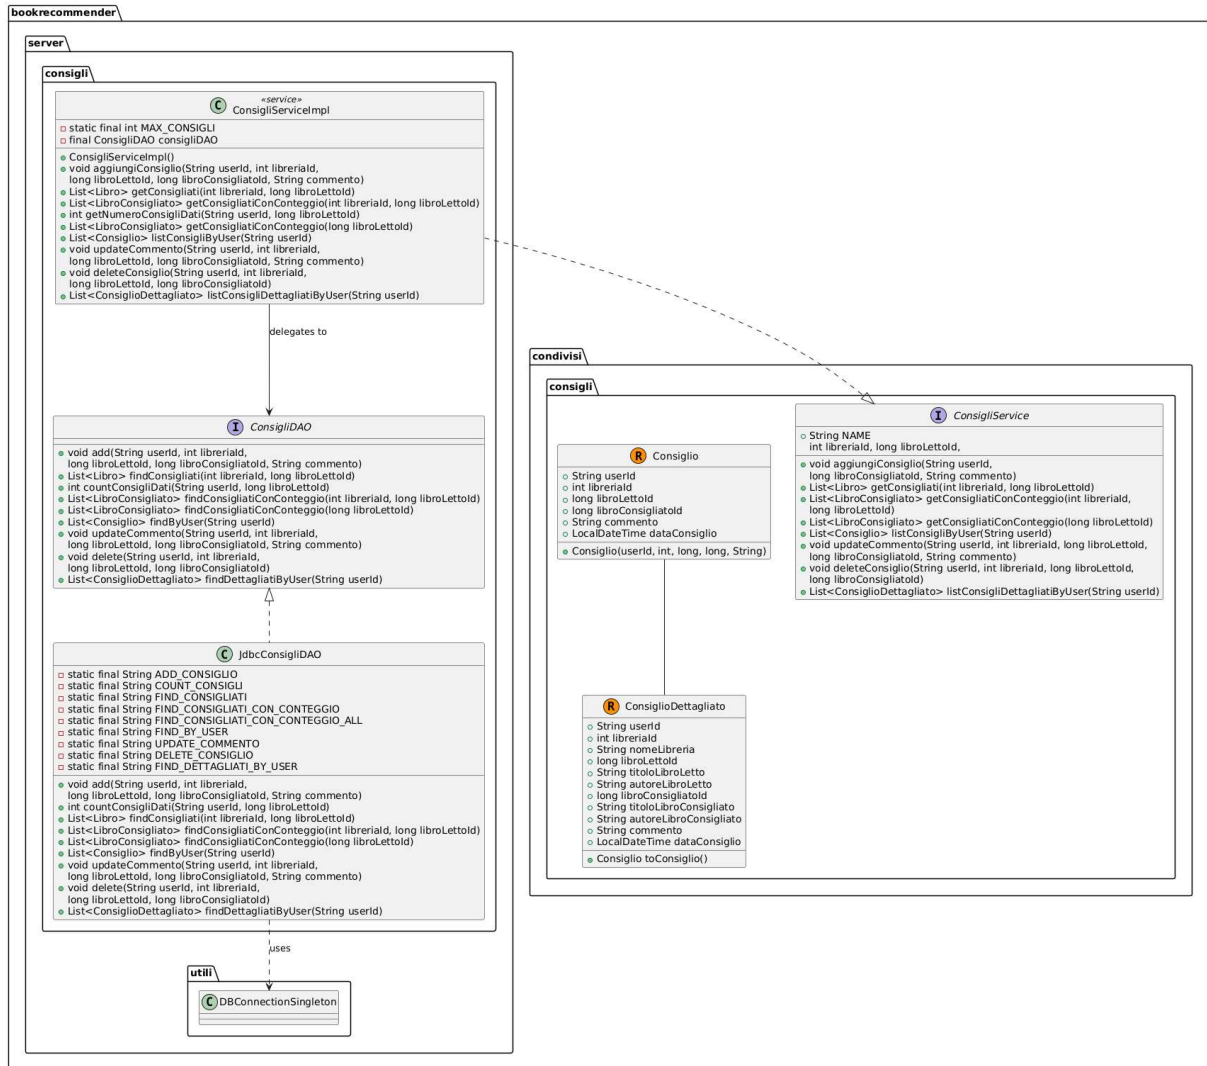 bookrecommender
server
consigli
C
«service»
ConsigliServiceImpl
static final int MAX_CONSIGLI
final ConsigliDAO consigliDAO
ConsigliServiceImpl()
void aggiungiConsiglio(String userId, int libreriaId,
long libroLettoId, long libroConsigliatoId, String commento)
List<Libro> getConsigliati(int libreriaId, long libroLettoId)
List<LibroConsigliato> getConsigliatiConConteggio(int libreriaId, long libroLettoId)
int getNumeroConsigliDati(String userId, long libroLettoId)
List<LibroConsigliato> getConsigliatiConConteggio(long libroLettoId)
List<Consiglio> listConsigliByUser(String userId)
void updateCommento(String userId, int libreriaId,
long libroLettoId, long libroConsigliatoId, String commento)
void deleteConsiglio(String userId, int libreriaId,
long libroLettoId, long libroConsigliatoId)
List<ConsiglioDettagliato> listConsigliDettagliatiByUser(String userId)
delegates to
I
ConsigliDAO
void add(String userId, int libreriaId,
long libroLettoId, long libroConsigliatoId, String commento)
List<Libro> findConsigliati(int libreriaId, long libroLettoId)
int countConsigliDati(String userId, long libroLettoId)
List<LibroConsigliato> findConsigliatiConConteggio(int libreriaId, long libroLettoId)
List<LibroConsigliato> findConsigliatiConConteggio(long libroLettoId)
List<Consiglio> findByUser(String userId)
void updateCommento(String userId, int libreriaId,
long libroLettoId, long libroConsigliatoId, String commento)
void delete(String userId, int libreriaId,
long libroLettoId, long libroConsigliatoId)
List<ConsiglioDettagliato> findDettagliatiByUser(String userId)
C
JdbcConsigliDAO
static final String ADD_CONSIGLIO
static final String COUNT_CONSIGLI
static final String FIND_CONSIGLIATI
static final String FIND_CONSIGLIATI_CON_CONTEGGIO
static final String FIND_CONSIGLIATI_CON_CONTEGGIO_ALL
static final String FIND_BY_USER
static final String UPDATE_COMMENTO
static final String DELETE_CONSIGLIO
static final String FIND_DETTAGLIATI_BY_USER
void add(String userId, int libreriaId,
long libroLettoId, long libroConsigliatoId, String commento)
int countConsigliDati(String userId, long libroLettoId)
List<Libro> findConsigliati(int libreriaId, long libroLettoId)
List<LibroConsigliato> findConsigliatiConConteggio(int libreriaId, long libroLettoId)
List<LibroConsigliato> findConsigliatiConConteggio(long libroLettoId)
List<Consiglio> findByUser(String userId)
void updateCommento(String userId, int libreriaId,
long libroLettoId, long libroConsigliatoId, String commento)
void delete(String userId, int libreriaId,
long libroLettoId, long libroConsigliatoId)
List<ConsiglioDettagliato> findDettagliatiByUser(String userId)
uses
utili
C
DBConnectionSingleton
condivisi
consigli
R
Consiglio
String userId
int libreriaId
long libroLettoId
long libroConsigliatoId
String commento
LocalDateTime dataConsiglio
Consiglio(userId, int, long, long, String)
R
ConsiglioDettagliato
String userId
int libreriaId
String nomeLibreria
long libroLettoId
String titoloLibroLetto
String autoreLibroLetto
long libroConsigliatoId
String titoloLibroConsigliato
String autoreLibroConsigliato
String commento
LocalDateTime dataConsiglio
Consiglio toConsiglio()
I
ConsigliService
String NAME
int libreriaId, long libroLettoId,
void aggiungiConsiglio(String userId,
long libroConsigliatoId, String commento)
List<Libro> getConsigliati(int libreriaId, long libroLettoId)
List<LibroConsigliato> getConsigliatiConConteggio(int libreriaId,
long libroLettoId)
List<LibroConsigliato> getConsigliatiConConteggio(long libroLettoId)
List<Consiglio> listConsigliByUser(String userId)
void updateCommento(String userId, int libreriaId, long libroLettoId,
long libroConsigliatoId, String commento)
void deleteConsiglio(String userId, int libreriaId, long libroLettoId,
long libroConsigliatoId)
List<ConsiglioDettagliato> listConsigliDettagliatiByUser(String userId)